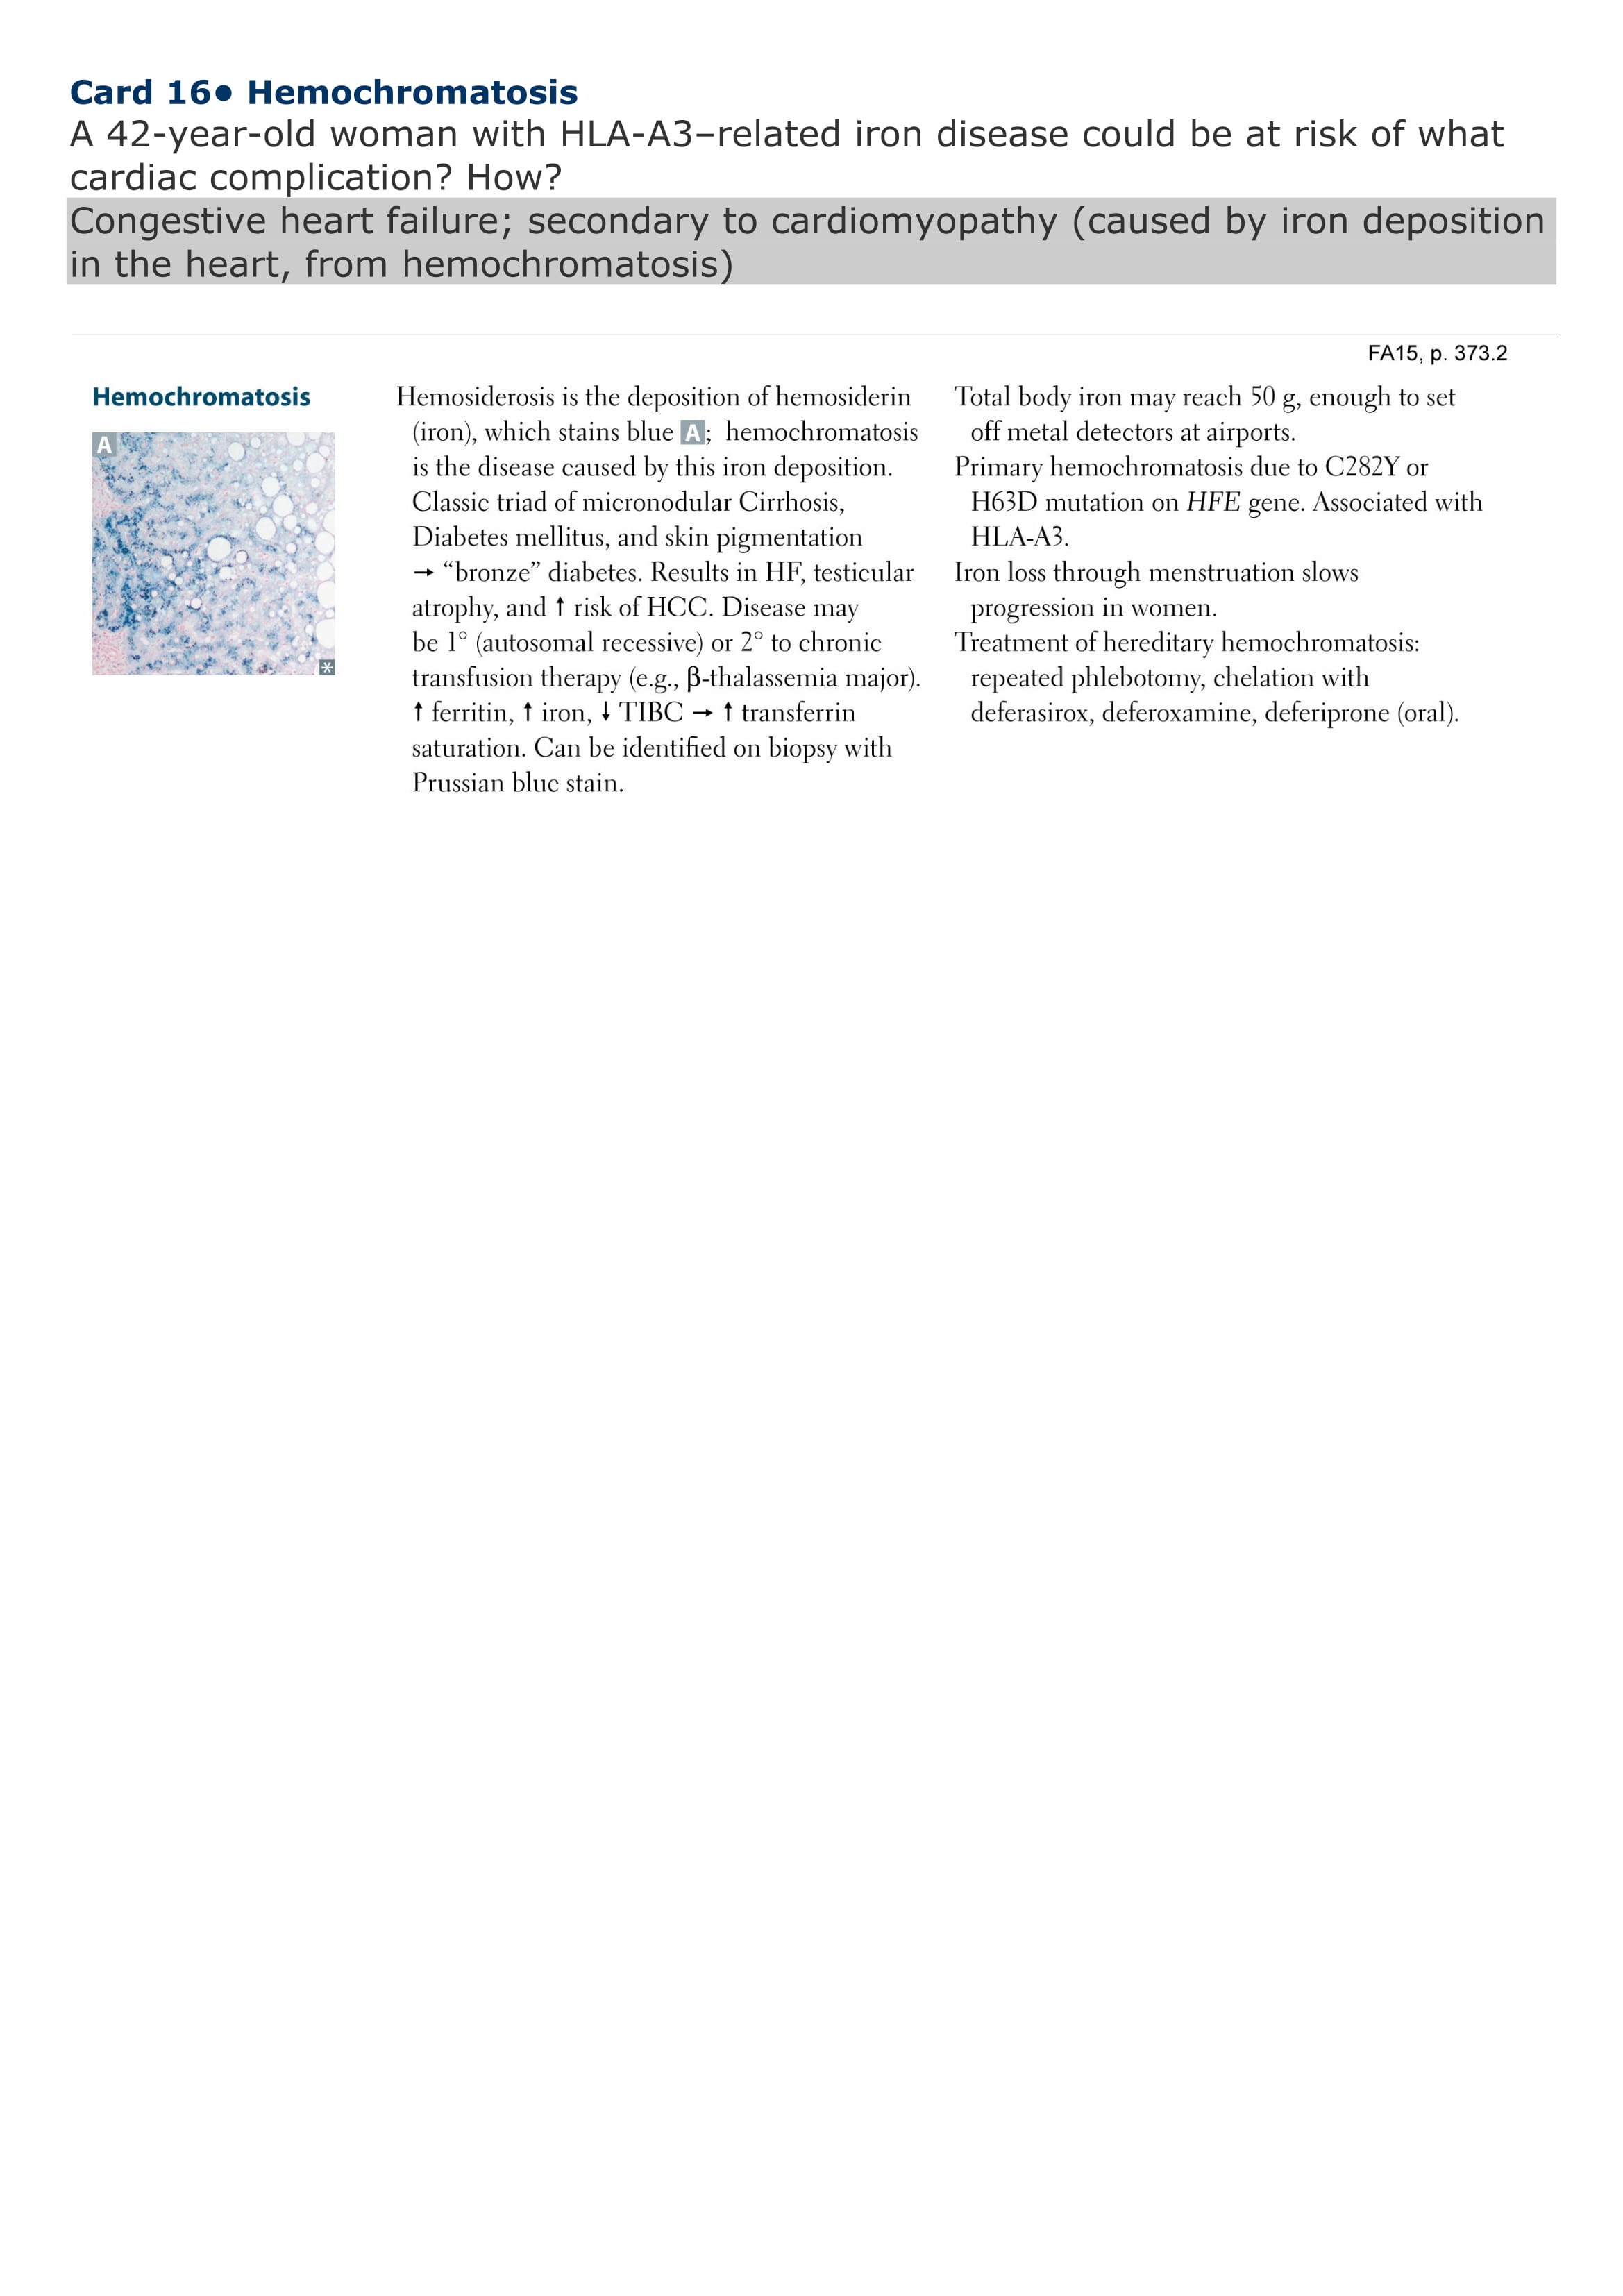 Card 16• Hemochromatosis
A 42-year-old woman with HLA-A3–related iron disease could be at risk of what
cardiac complication? How?
Congestive heart failure; secondary to cardiomyopathy (caused by iron deposition
in the heart, from hemochromatosis)
FA15, p. 373.2
Hemochromatosis
A
*
Hemosiderosis is the deposition of hemosiderin
(iron), which stains blue A; hemochromatosis
is the disease caused by this iron deposition.
Classic triad of micronodular Cirrhosis,
Diabetes mellitus, and skin pigmentation
→ “bronze” diabetes. Results in HF, testicular
atrophy, and ↑ risk of HCC. Disease may
be 1° (autosomal recessive) or 2° to chronic
transfusion therapy (e.g., β-thalassemia major).
↑ ferritin, ↑ iron, ↓ TIBC → ↑ transferrin
saturation. Can be identified on biopsy with
Prussian blue stain.
Total body iron may reach 50 g, enough to set
off metal detectors at airports.
Primary hemochromatosis due to C282Y or
H63D mutation on HFE gene. Associated with
HLA-A3.
Iron loss through menstruation slows
progression in women.
Treatment of hereditary hemochromatosis:
repeated phlebotomy, chelation with
deferasirox, deferoxamine, deferiprone (oral).